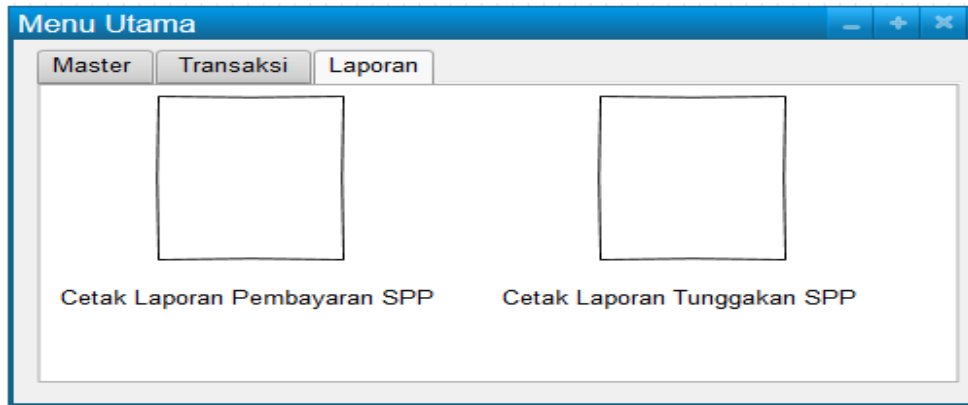 Menu Utama
Master Transaksi Laporan
Cetak Laporan Pembayaran SPP Cetak Laporan Tunggakan SPP